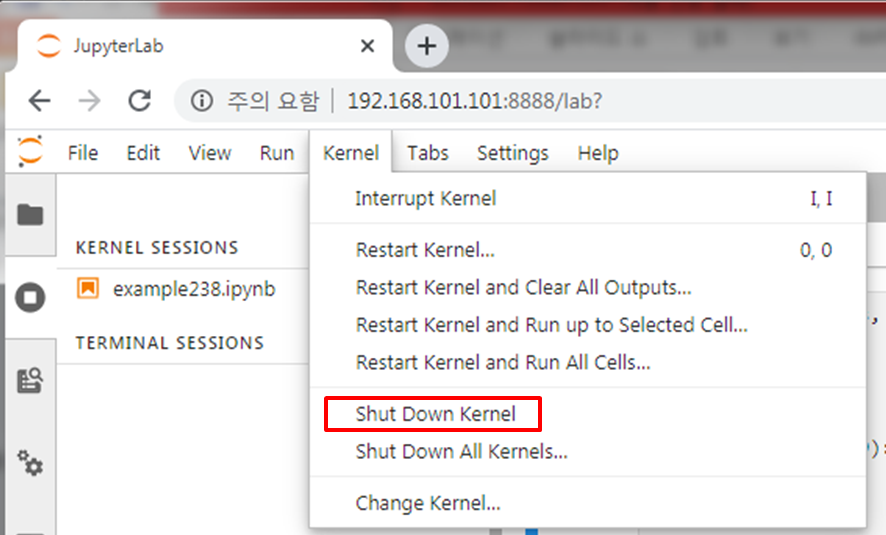 JupyterLab
주의 요함 192.168.101.101:8888/lab?
File Edit View Run Kernel Tabs Settings Help
Interrupt Kernel I, I
KERNEL SESSIONS
Restart Kernel... 0, 0
example238.ipynb
Restart Kernel and Clear All Outputs...
Restart Kernel and Run up to Selected Cell...
TERMINAL SESSIONS
Restart Kernel and Run All Cells...
Shut Down Kernel
Shut Down All Kernels...
Change Kernel...